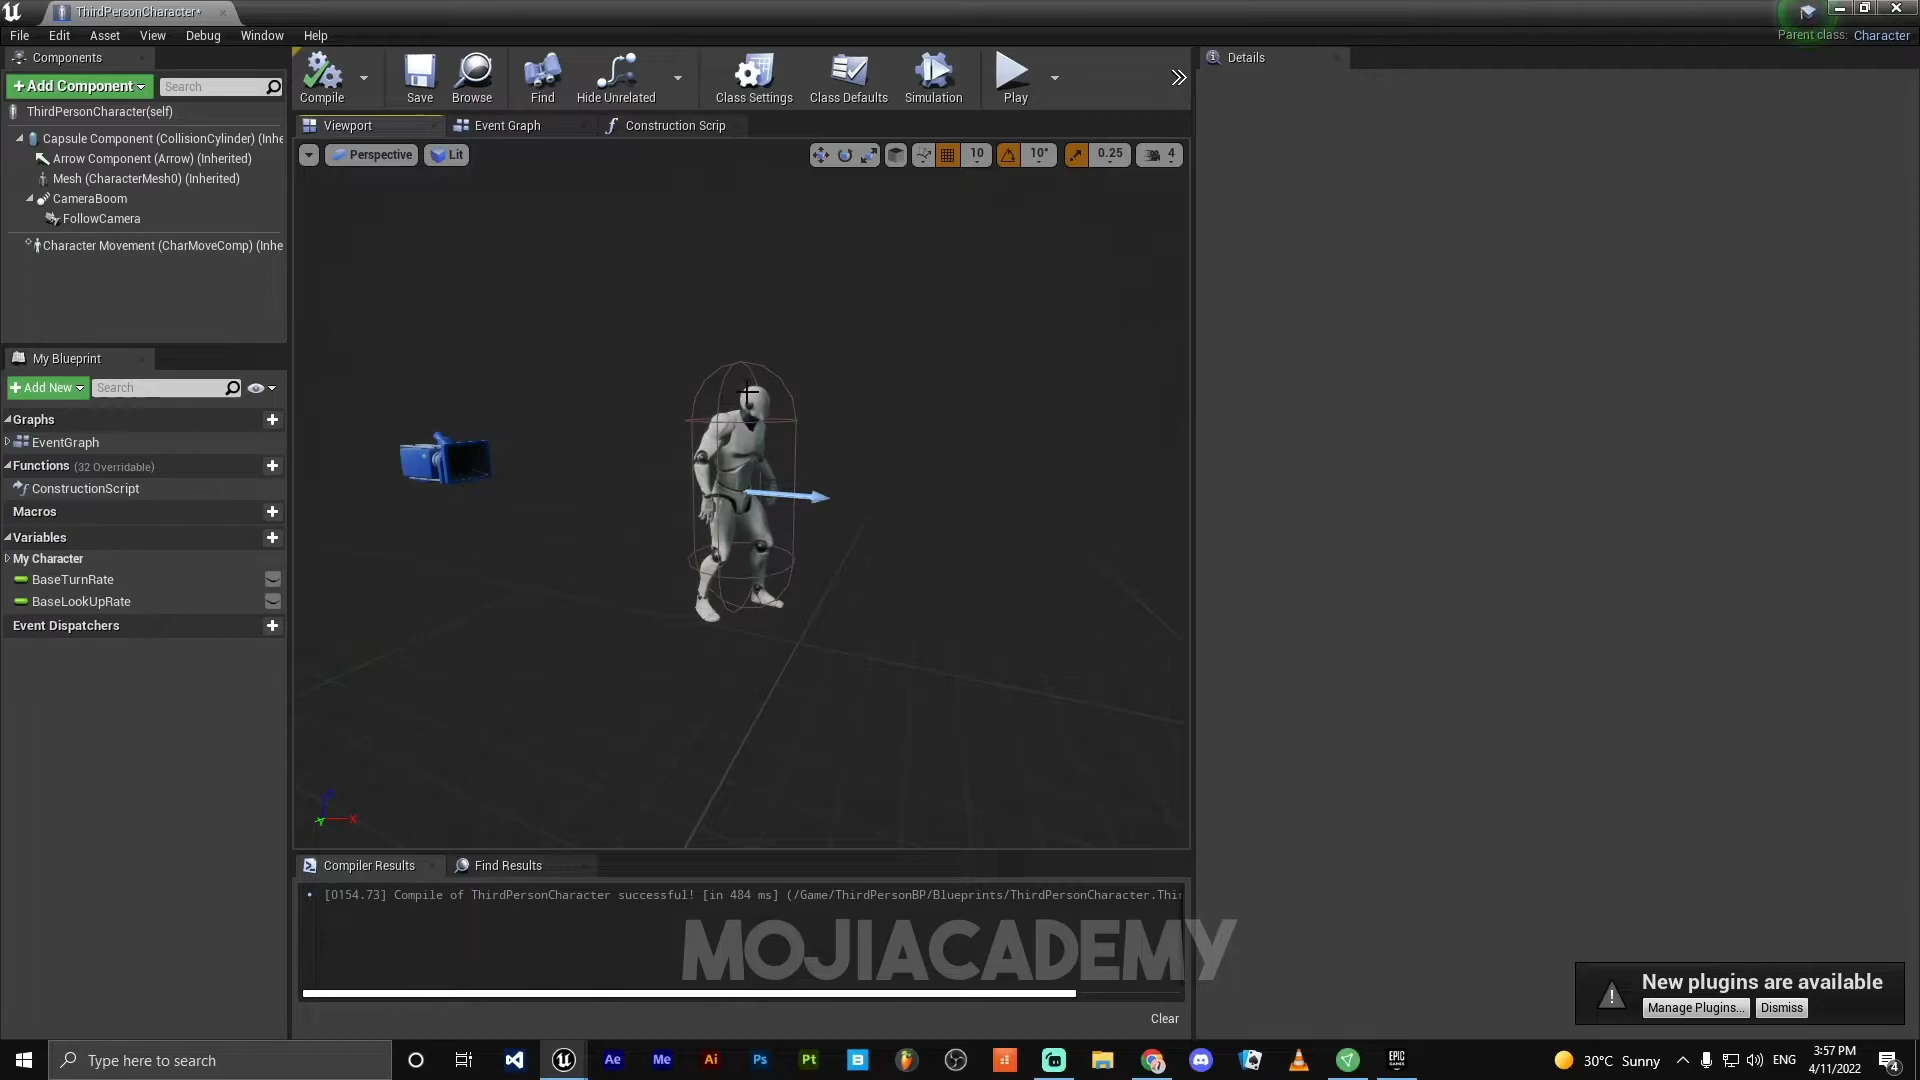 ThirdPersonCharacter*
File Edit Asset View Debug Window Help
Parent class: Character
Components
+Add Component
Search
ThirdPersonCharacter(self)
Capsule Component (CollisionCylinder) (Inhe
Arrow Component (Arrow) (Inherited)
Mesh (CharacterMesh0) (Inherited)
CameraBoom
FollowCamera
Character Movement (CharMoveComp) (Inhe
My Blueprint
+Add New
Search
Graphs
EventGraph
Functions (32 Overridable)
ConstructionScript
Macros
Variables
My Character
BaseTurnRate
BaseLookUpRate
Event Dispatchers
Compile Save Browse Find Hide Unrelated Class Settings Class Defaults Simulation Play
Viewport Event Graph Construction Scrip
Perspective Lit 10 10° 0.25 4
Z
Y X
Compiler Results Find Results
[0154.73] Compile of ThirdPersonCharacter successful! [in 484 ms] (/Game/ThirdPersonBP/Blueprints/ThirdPersonCharacter.Thir
MOJIACADEMY
Clear
Details
New plugins are available
Manage Plugins... Dismiss
Type here to search
Ae Me Ai Ps Pt
EPIC GAMES
30°C Sunny
ENG
3:57 PM
4/11/2022
4